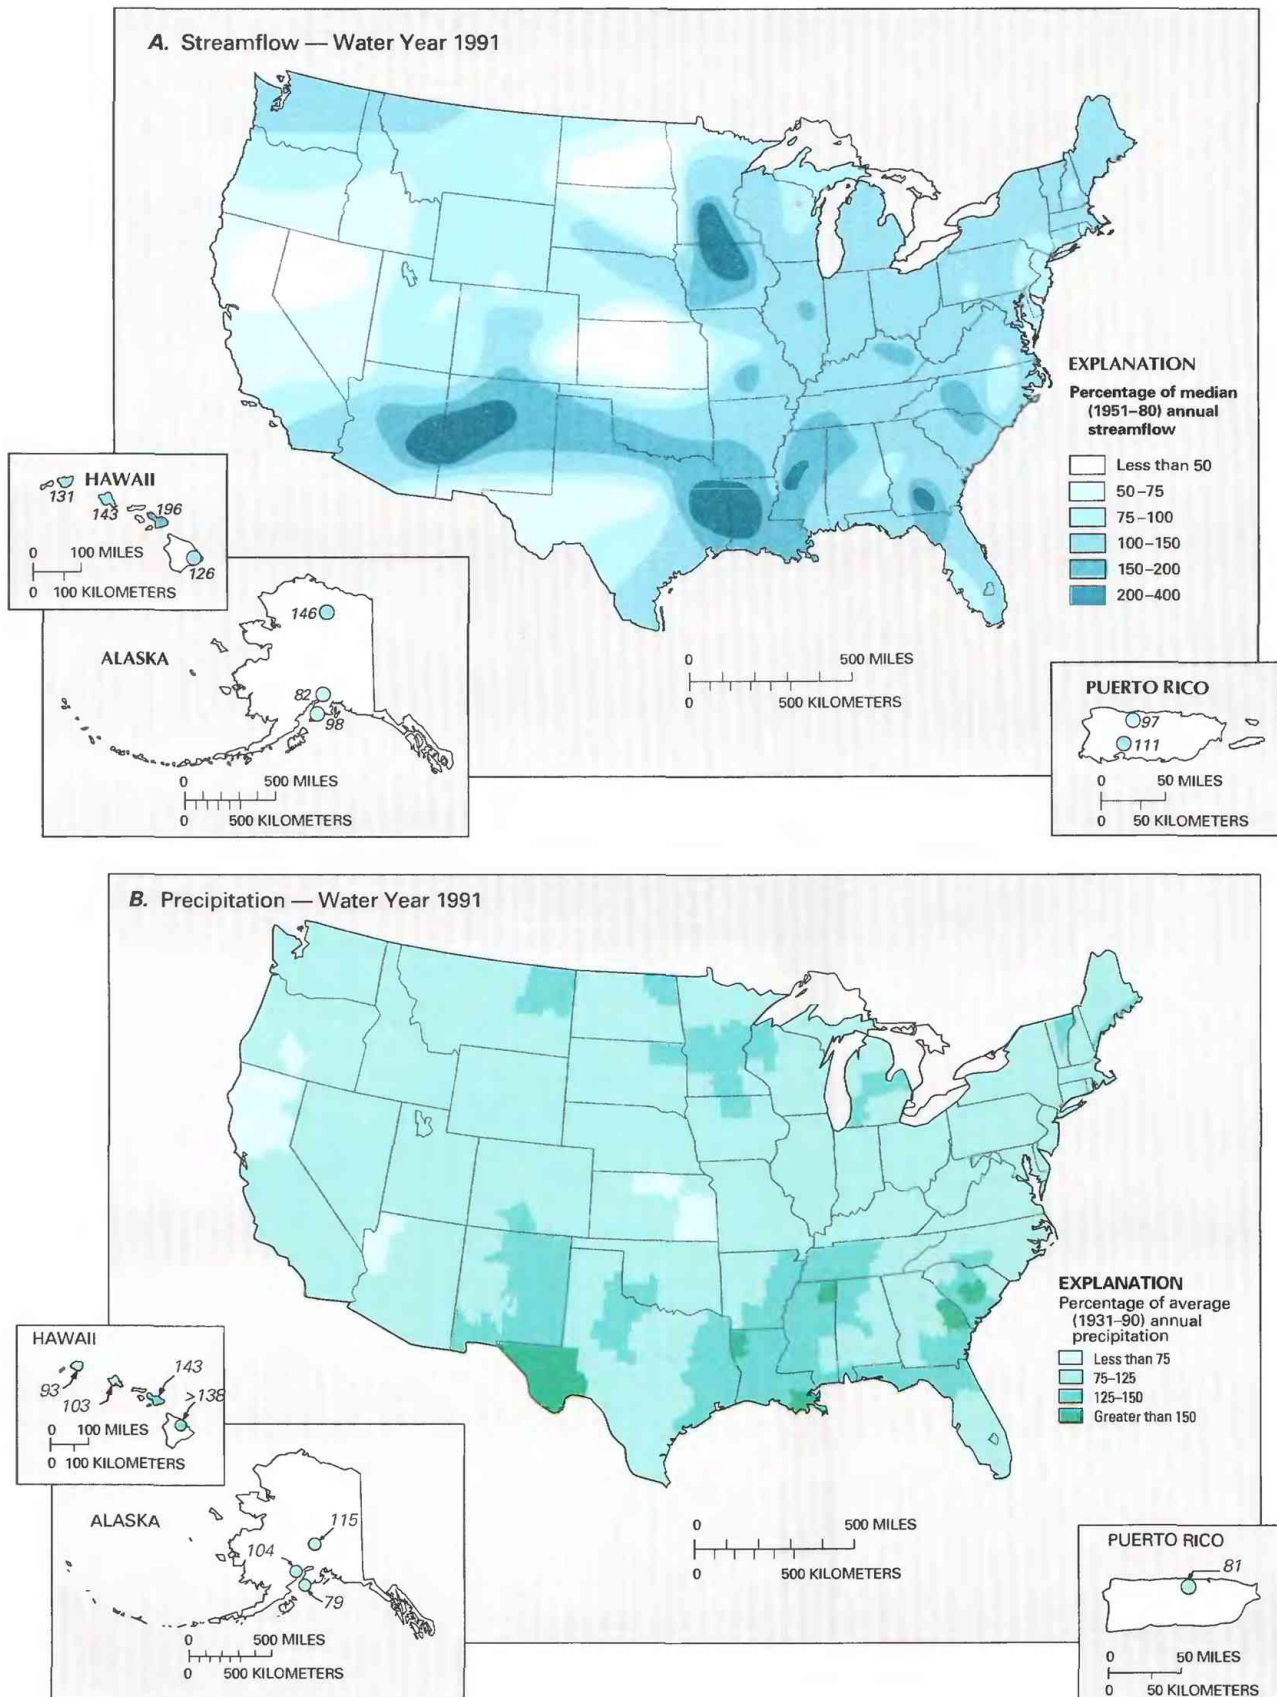 A. Streamflow — Water Year 1991
EXPLANATION
Percentage of median
(1951–80) annual
streamflow
Less than 50
50–75
75–100
100–150
150–200
200–400
HAWAII
131
143
196
126
0 100 MILES
0 100 KILOMETERS
ALASKA
146
82
98
0 500 MILES
0 500 KILOMETERS
0 500 MILES
0 500 KILOMETERS
PUERTO RICO
97
111
0 50 MILES
0 50 KILOMETERS
B. Precipitation — Water Year 1991
EXPLANATION
Percentage of average
(1931–90) annual
precipitation
Less than 75
75–125
125–150
Greater than 150
HAWAII
93
103
143
>138
0 100 MILES
0 100 KILOMETERS
ALASKA
115
104
79
0 500 MILES
0 500 KILOMETERS
0 500 MILES
0 500 KILOMETERS
PUERTO RICO
81
0 50 MILES
0 50 KILOMETERS